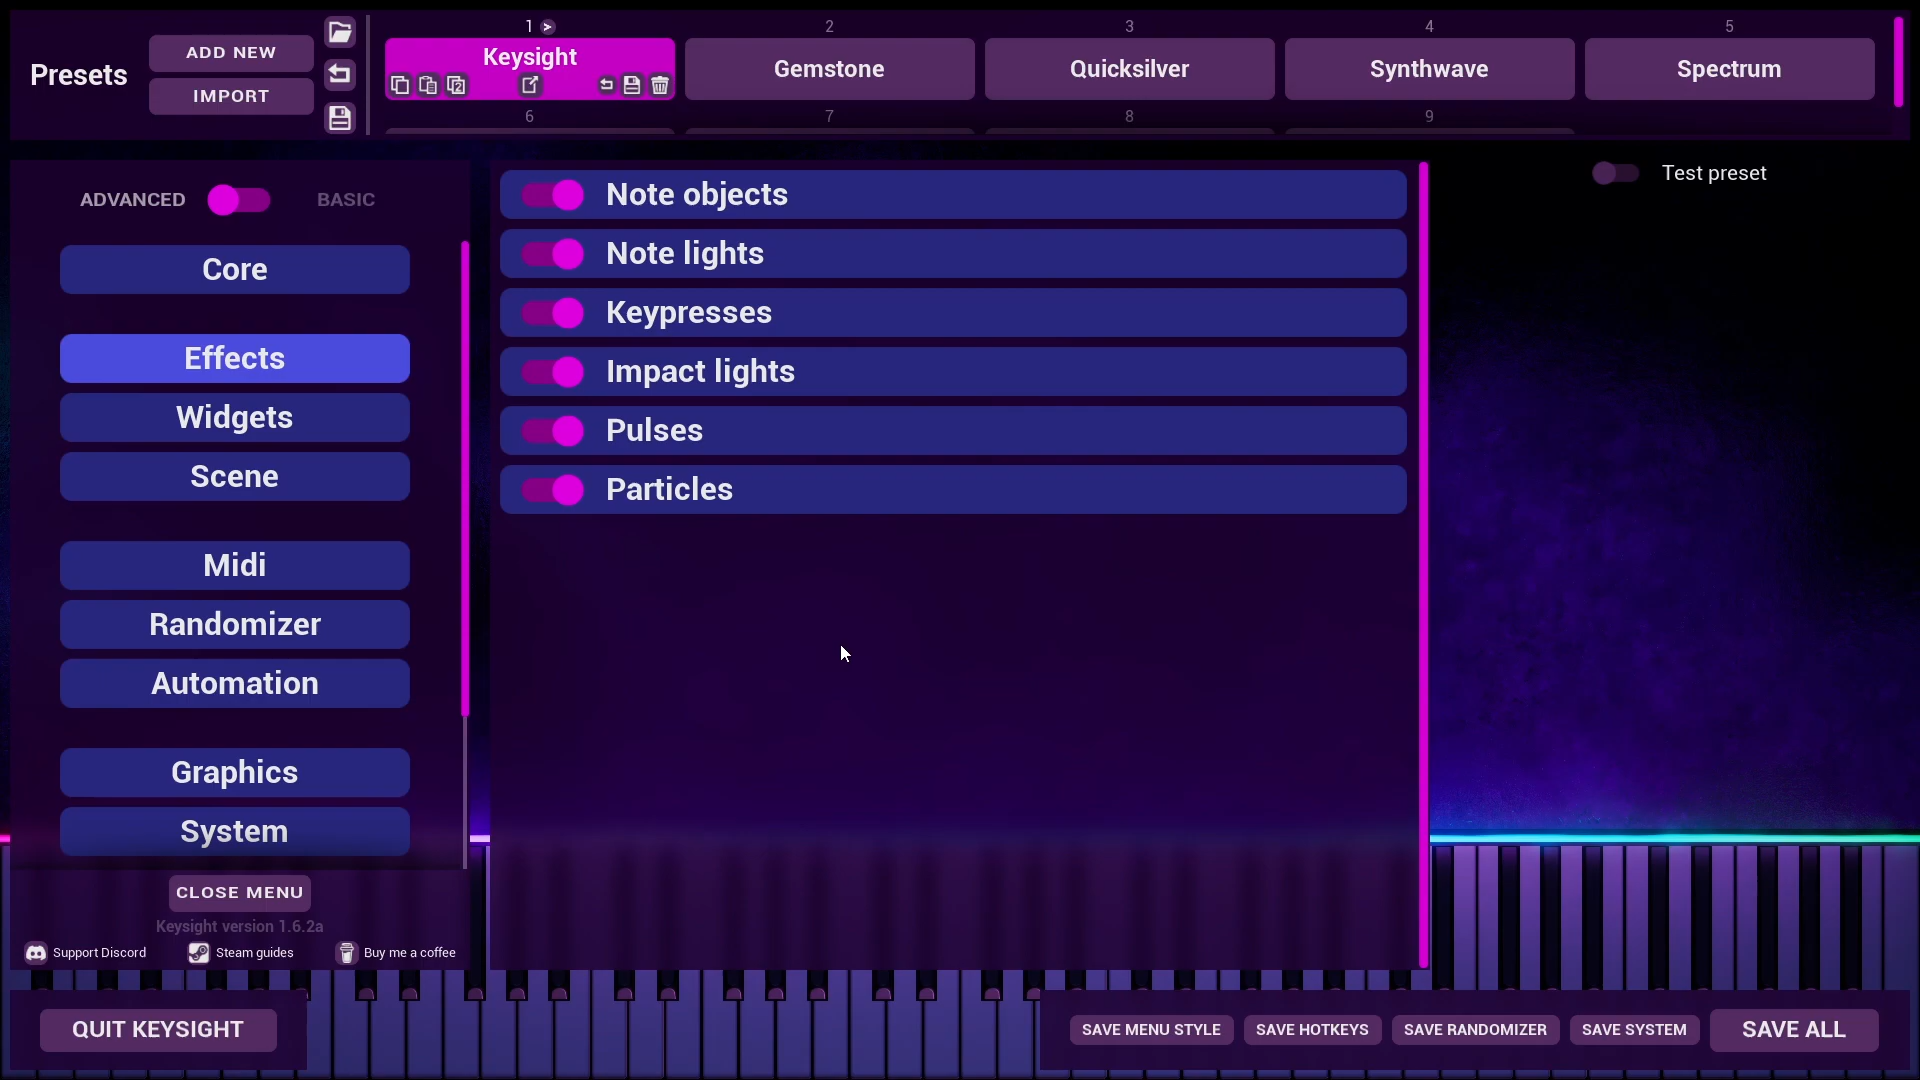 Presets
ADD NEW
IMPORT
1 >
2
3
4
5
Keysight
Gemstone
Quicksilver
Synthwave
Spectrum
6
7
8
9
ADVANCED
BASIC
Core
Effects
Widgets
Scene
Midi
Randomizer
Automation
Graphics
System
CLOSE MENU
Keysight version 1.6.2a
Support Discord
Steam guides
Buy me a coffee
Note objects
Note lights
Keypresses
Impact lights
Pulses
Particles
Test preset
QUIT KEYSIGHT
SAVE MENU STYLE
SAVE HOTKEYS
SAVE RANDOMIZER
SAVE SYSTEM
SAVE ALL